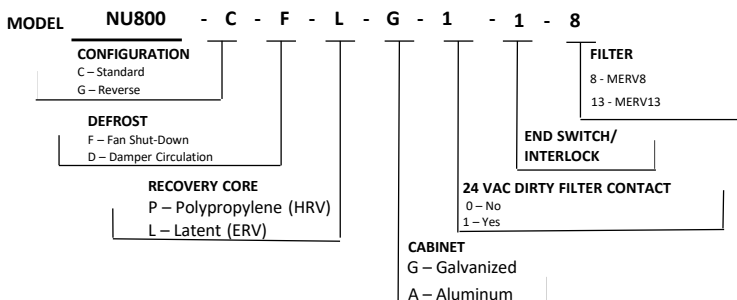 MODEL NU800 - C - F - L - G - 1 - 1 - 8
CONFIGURATION
C – Standard
G – Reverse
FILTER
8 - MERV8
13 - MERV13
DEFROST
F – Fan Shut-Down
D – Damper Circulation
END SWITCH/
INTERLOCK
RECOVERY CORE
P – Polypropylene (HRV)
L – Latent (ERV)
24 VAC DIRTY FILTER CONTACT
0 – No
1 – Yes
CABINET
G – Galvanized
A – Aluminum